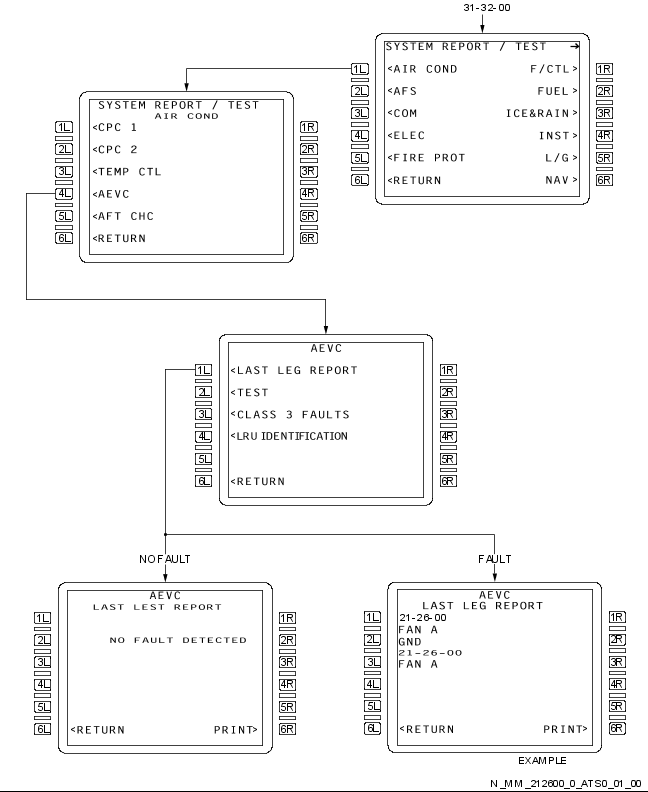 31-32-00
SYSTEM REPORT / TEST →
1L <AIR COND F/CTL> 1R
2L <AFS FUEL> 2R
3L <COM ICE&RAIN> 3R
4L <ELEC INST> 4R
5L <FIRE PROT L/G> 5R
6L <RETURN NAV> 6R
SYSTEM REPORT / TEST
AIR COND
1L <CPC 1 1R
2L <CPC 2 2R
3L <TEMP CTL 3R
4L <AEVC 4R
5L <AFT CHC 5R
6L <RETURN 6R
AEVC
1L <LAST LEG REPORT 1R
2L <TEST 2R
3L <CLASS 3 FAULTS 3R
4L <LRU IDENTIFICATION 4R
5L 5R
6L <RETURN 6R
NO FAULT
AEVC
LAST LEST REPORT
1L 1R
2L NO FAULT DETECTED 2R
3L 3R
4L 4R
5L 5R
6L <RETURN PRINT> 6R
FAULT
AEVC
LAST LEG REPORT
1L 21-26-00 1R
FAN A
2L GND 2R
21-26-00
3L FAN A 3R
4L 4R
5L 5R
6L <RETURN PRINT> 6R
EXAMPLE
N_MM_212600_0_ATS0_01_00